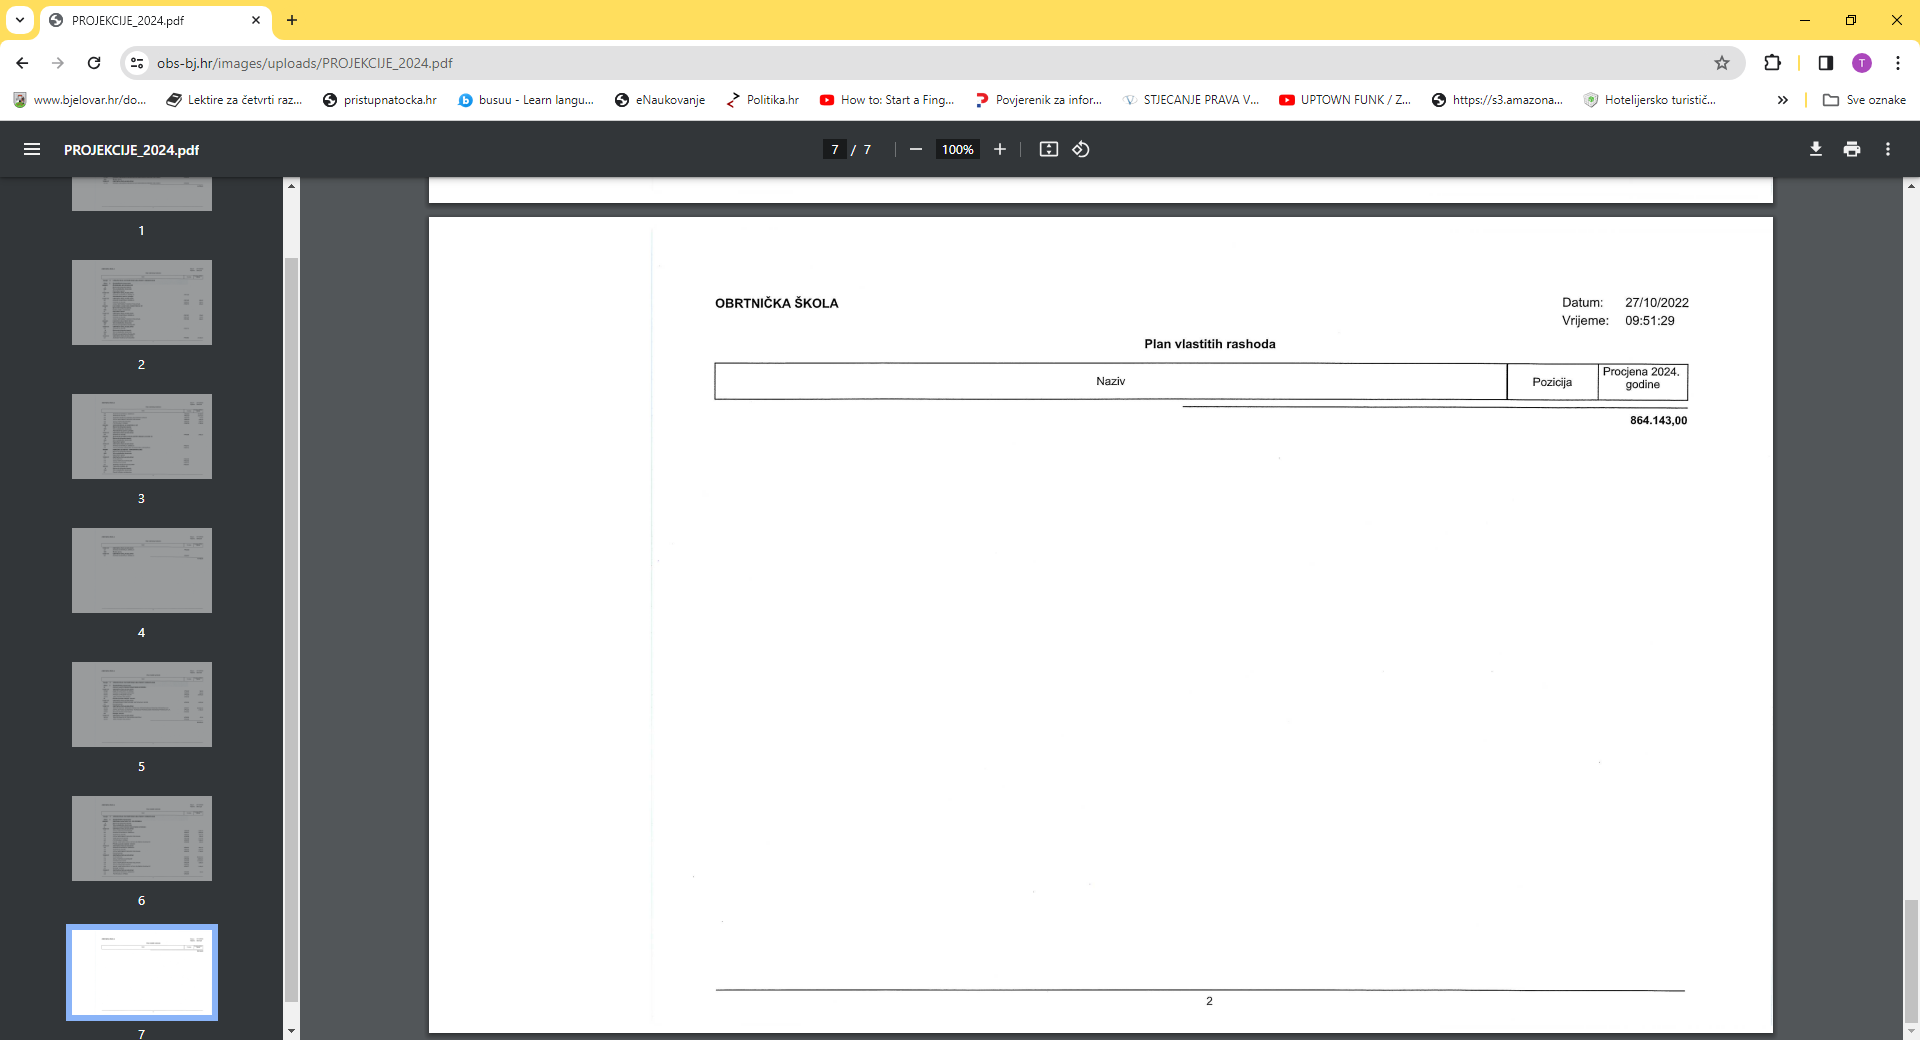 PROJEKCIJE_2024.pdf
obs-bj.hr/images/uploads/PROJEKCIJE_2024.pdf
T
www.bjelovar.hr/do...
Lektire za četvrti raz...
pristupnatocka.hr
busuu - Learn langu...
eNaukovanje
Politika.hr
How to: Start a Fing...
Povjerenik za infor...
STJECANJE PRAVA V...
UPTOWN FUNK / Z...
https://s3.amazona...
Hotelijersko turistič...
Sve oznake
PROJEKCIJE_2024.pdf
7 / 7
100%
1
2
3
4
5
6
7
OBRTNIČKA ŠKOLA
Datum: 27/10/2022
Vrijeme: 09:51:29
Plan vlastitih rashoda
Naziv
Pozicija
Procjena 2024.
godine
864.143,00
2